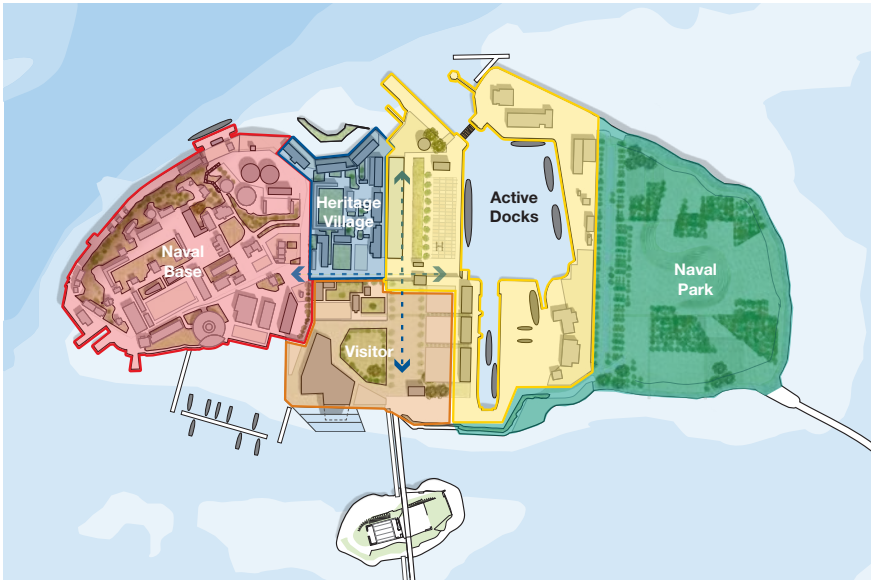 Heritage
Village
Active
Docks
Naval
Base
Naval
Park
Visitor